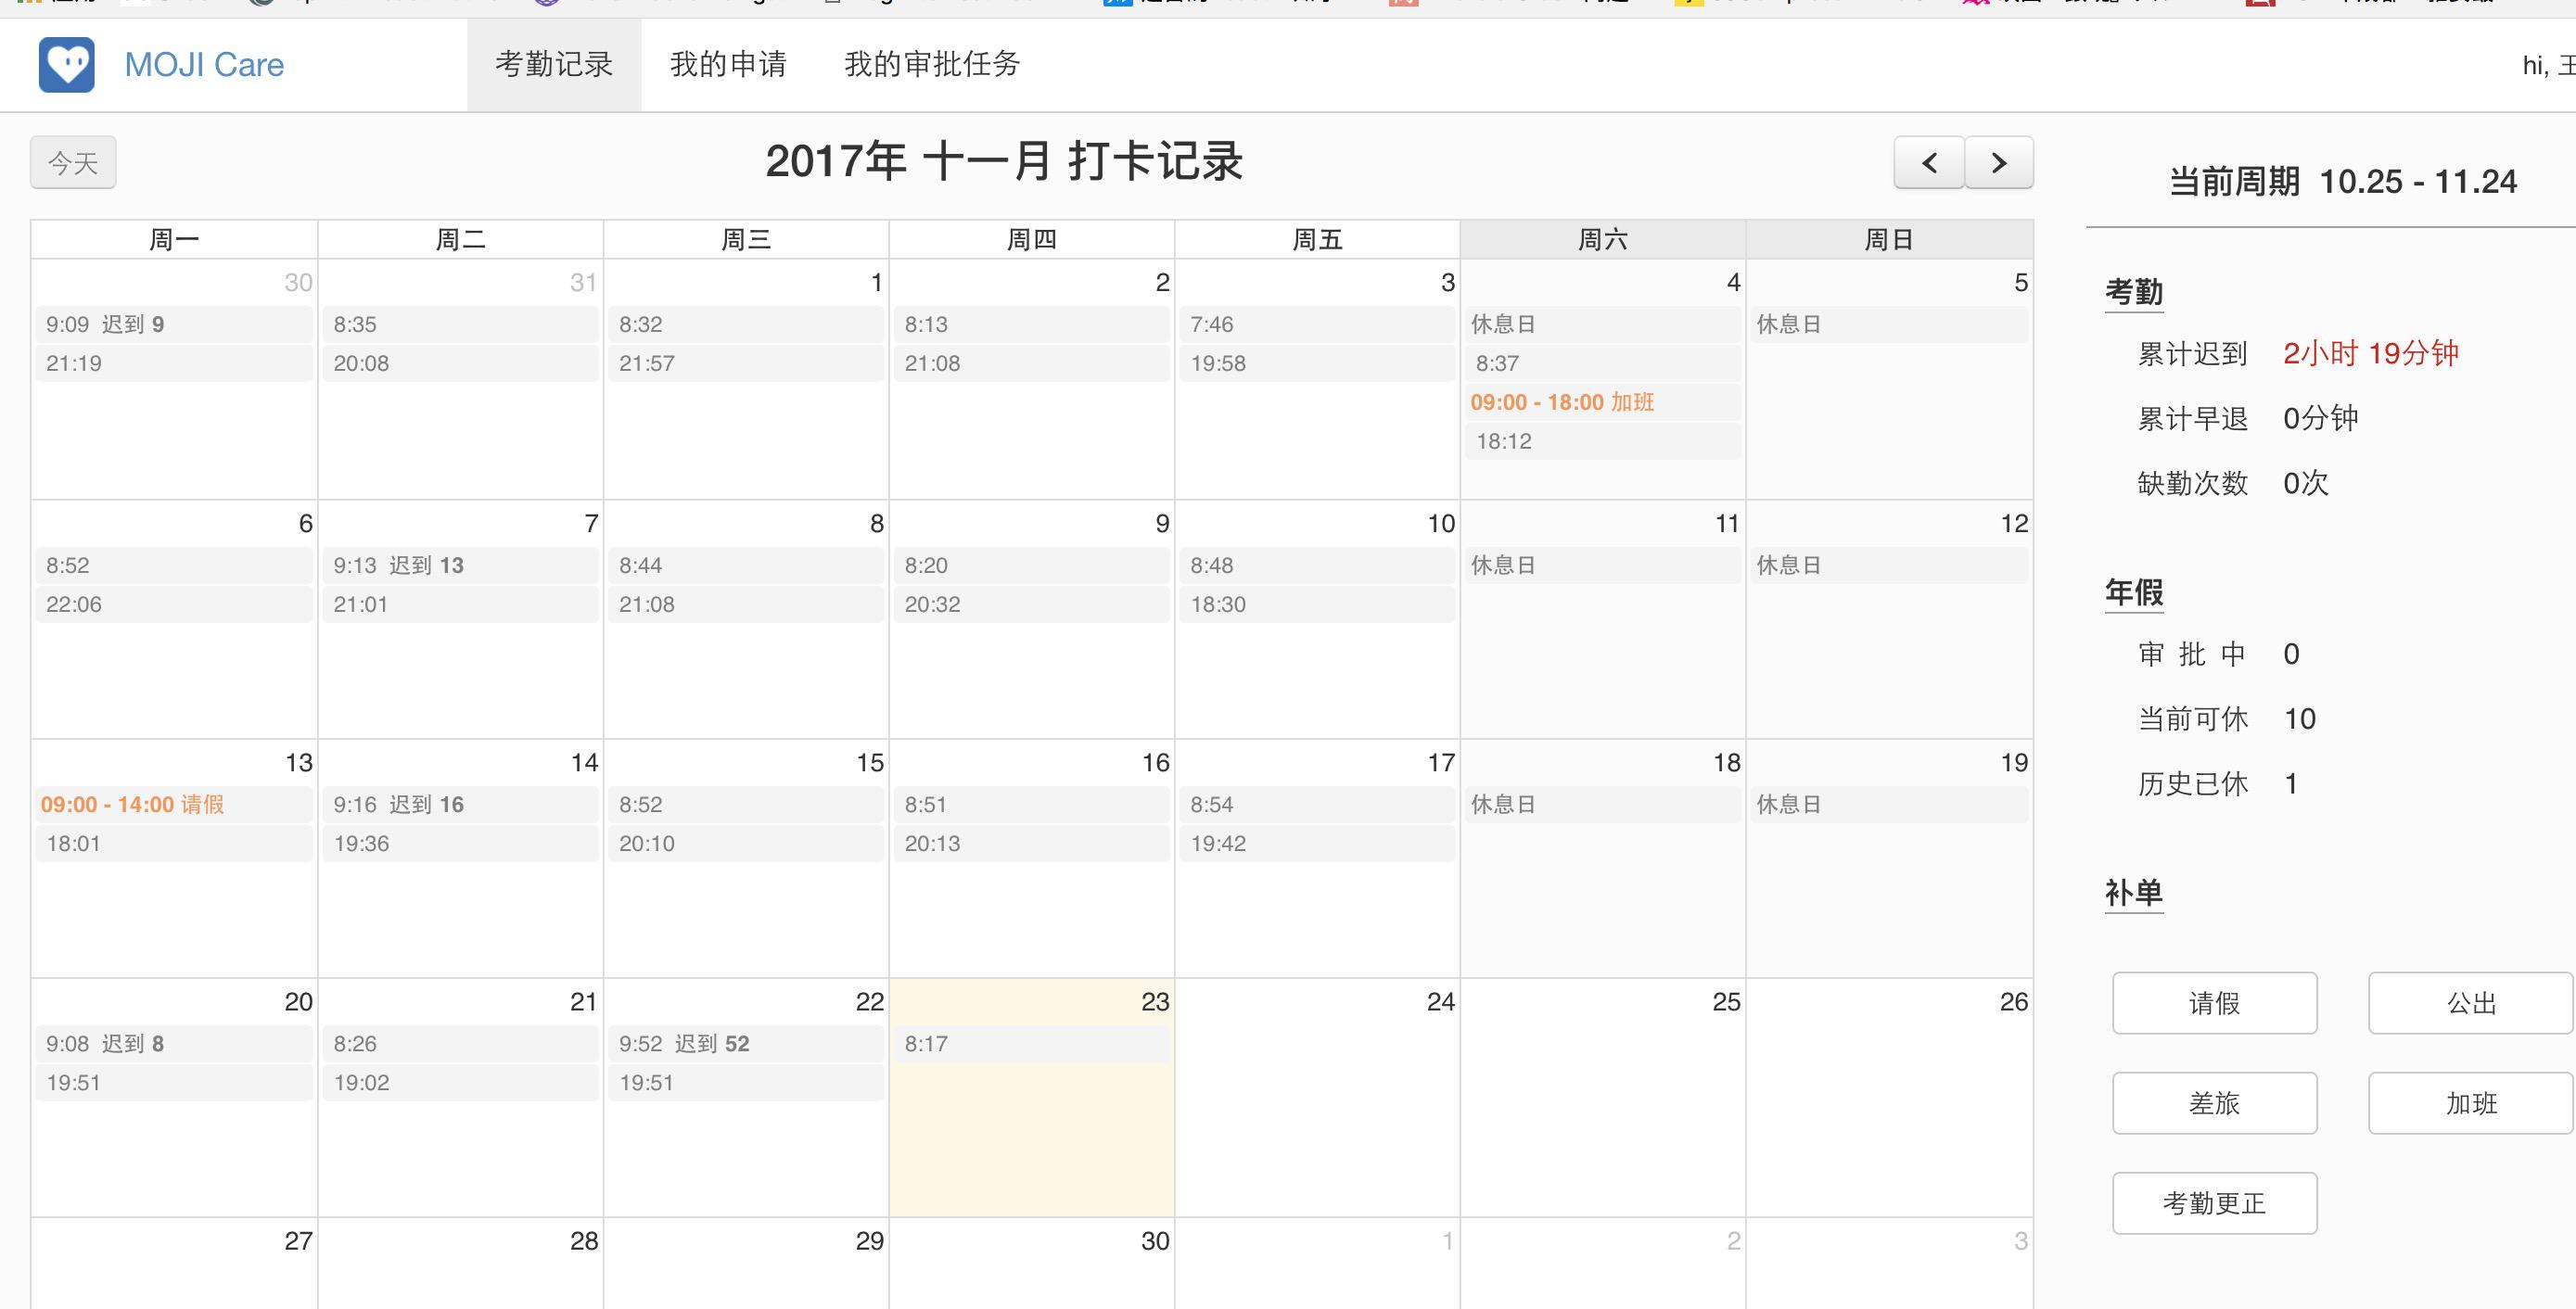 MOJI Care 考勤记录 我的申请 我的审批任务 hi, 王
今天 2017年 十一月 打卡记录 < >
当前周期 10.25 - 11.24
周一 周二 周三 周四 周五 周六 周日
30 31 1 2 3 4 5
9:09 迟到 9 8:35 8:32 8:13 7:46 休息日 休息日
21:19 20:08 21:57 21:08 19:58 8:37
09:00 - 18:00 加班
18:12
6 7 8 9 10 11 12
8:52 9:13 迟到 13 8:44 8:20 8:48 休息日 休息日
22:06 21:01 21:08 20:32 18:30
13 14 15 16 17 18 19
09:00 - 14:00 请假 9:16 迟到 16 8:52 8:51 8:54 休息日 休息日
18:01 19:36 20:10 20:13 19:42
20 21 22 23 24 25 26
9:08 迟到 8 8:26 9:52 迟到 52 8:17
19:51 19:02 19:51
27 28 29 30 1 2 3
考勤
累计迟到 2小时 19分钟
累计早退 0分钟
缺勤次数 0次
年假
审 批 中 0
当前可休 10
历史已休 1
补单
请假 公出
差旅 加班
考勤更正